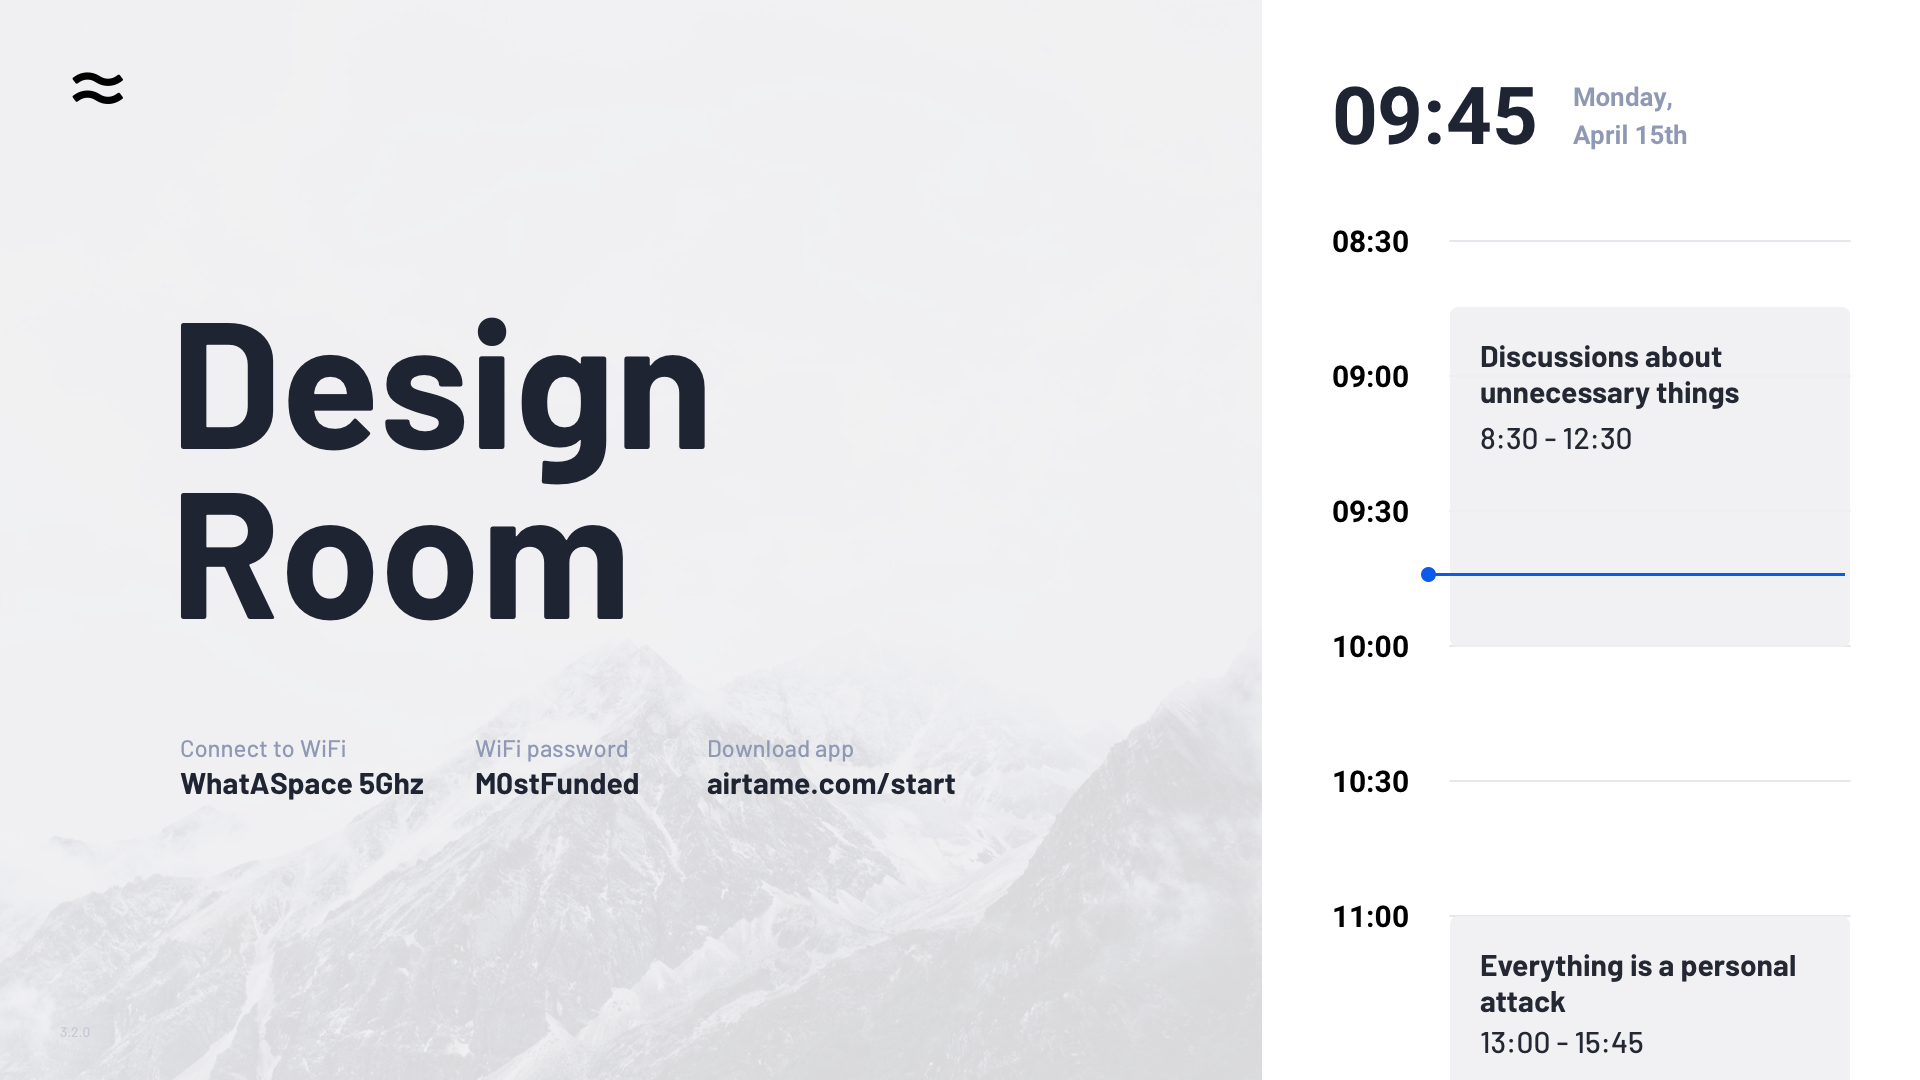 Design
Room
Connect to WiFi
WhatASpace 5Ghz
WiFi password
M0stFunded
Download app
airtame.com/start
3.2.0
09:45
Monday,
April 15th
08:30
09:00
Discussions about
unnecessary things
8:30 - 12:30
09:30
10:00
10:30
11:00
Everything is a personal
attack
13:00 - 15:45